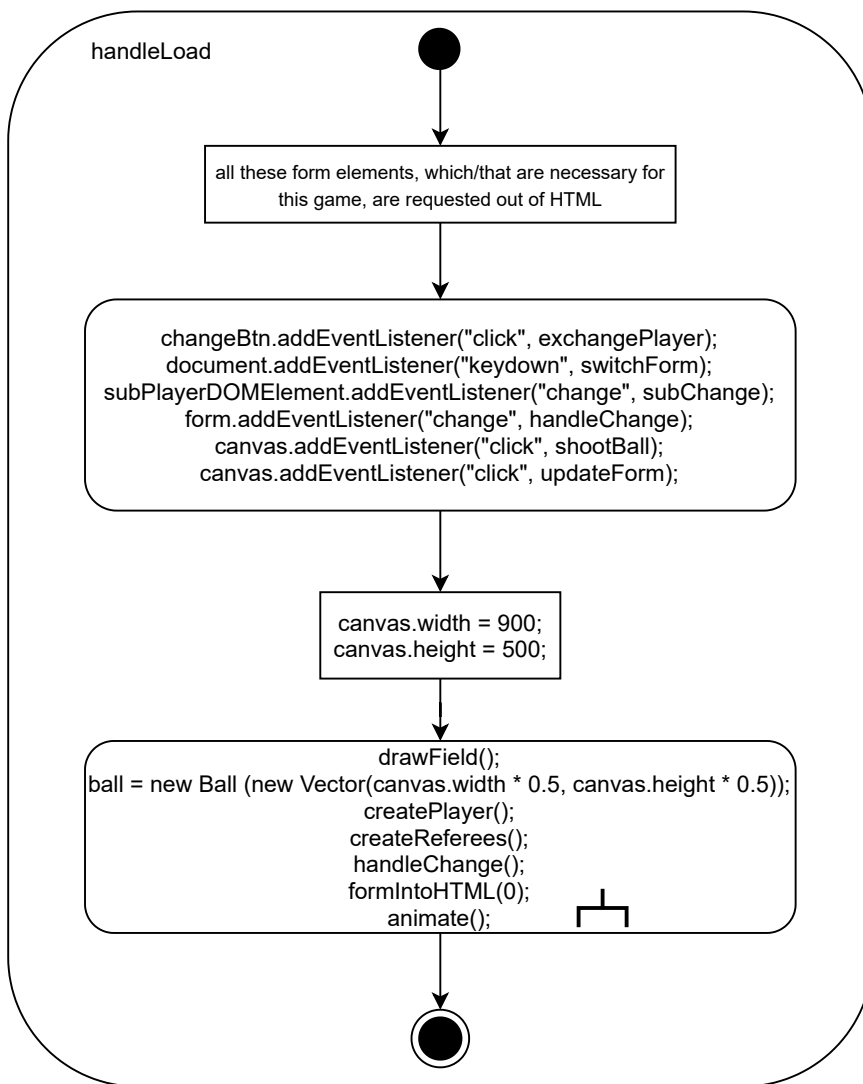 handleLoad
all these form elements, which/that are necessary for
this game, are requested out of HTML
changeBtn.addEventListener("click", exchangePlayer);
document.addEventListener("keydown", switchForm);
subPlayerDOMElement.addEventListener("change", subChange);
form.addEventListener("change", handleChange);
canvas.addEventListener("click", shootBall);
canvas.addEventListener("click", updateForm);
canvas.width = 900;
canvas.height = 500;
drawField();
ball = new Ball (new Vector(canvas.width * 0.5, canvas.height * 0.5));
createPlayer();
createReferees();
handleChange();
formIntoHTML(0);
animate();